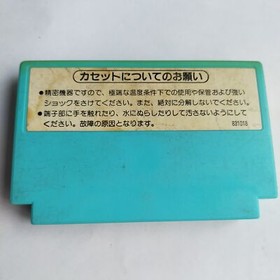 カセットについてのお願い
●精密機器ですので、極端な温度条件下での使用や保管および強い
ショックをさけてください。また、絶対に分解しないでください。
●端子部に手を触れたり、水にぬらしたりして汚さないようにして
ください。故障の原因となります。
831018